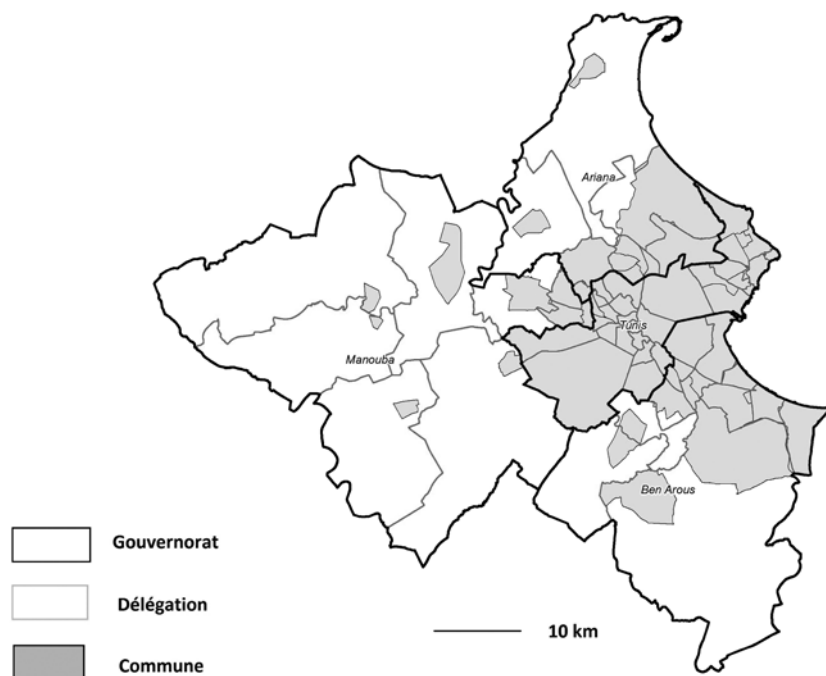 Ariana
Tunis
Manouba
Ben Arous
Gouvernorat
Délégation
10 km
Commune